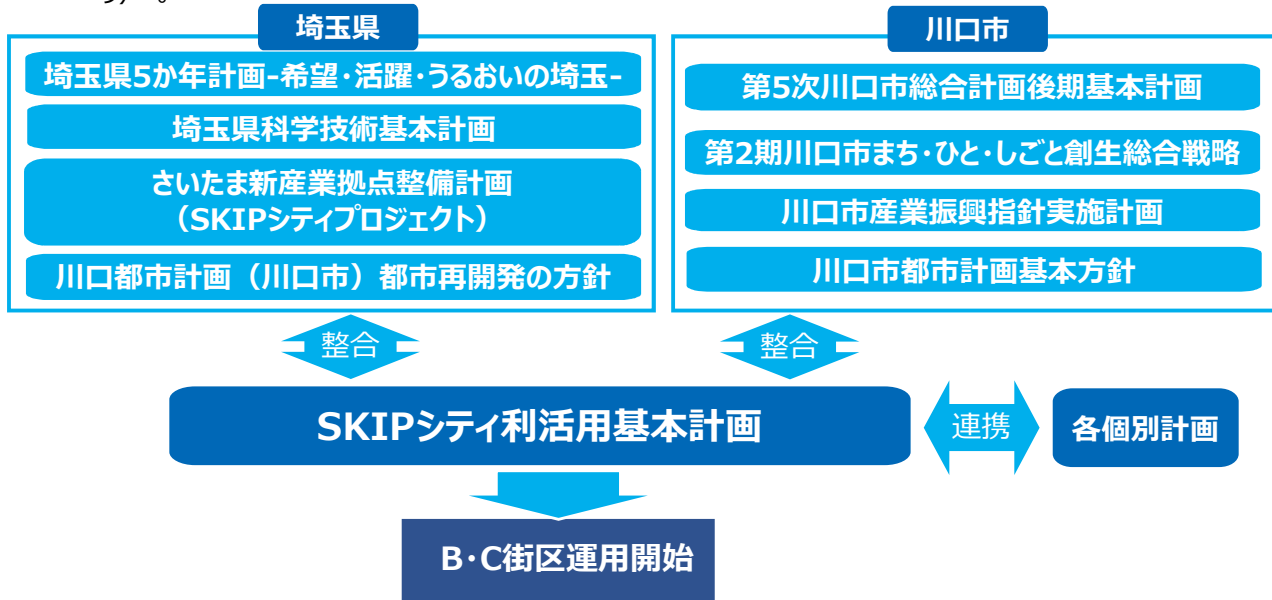 う）。
埼玉県
埼玉県5か年計画-希望・活躍・うるおいの埼玉-
埼玉県科学技術基本計画
さいたま新産業拠点整備計画
（SKIPシティプロジェクト）
川口都市計画（川口市）都市再開発の方針
川口市
第5次川口市総合計画後期基本計画
第2期川口市まち・ひと・しごと創生総合戦略
川口市産業振興指針実施計画
川口市都市計画基本方針
整合
整合
SKIPシティ利活用基本計画
連携
各個別計画
B・C街区運用開始